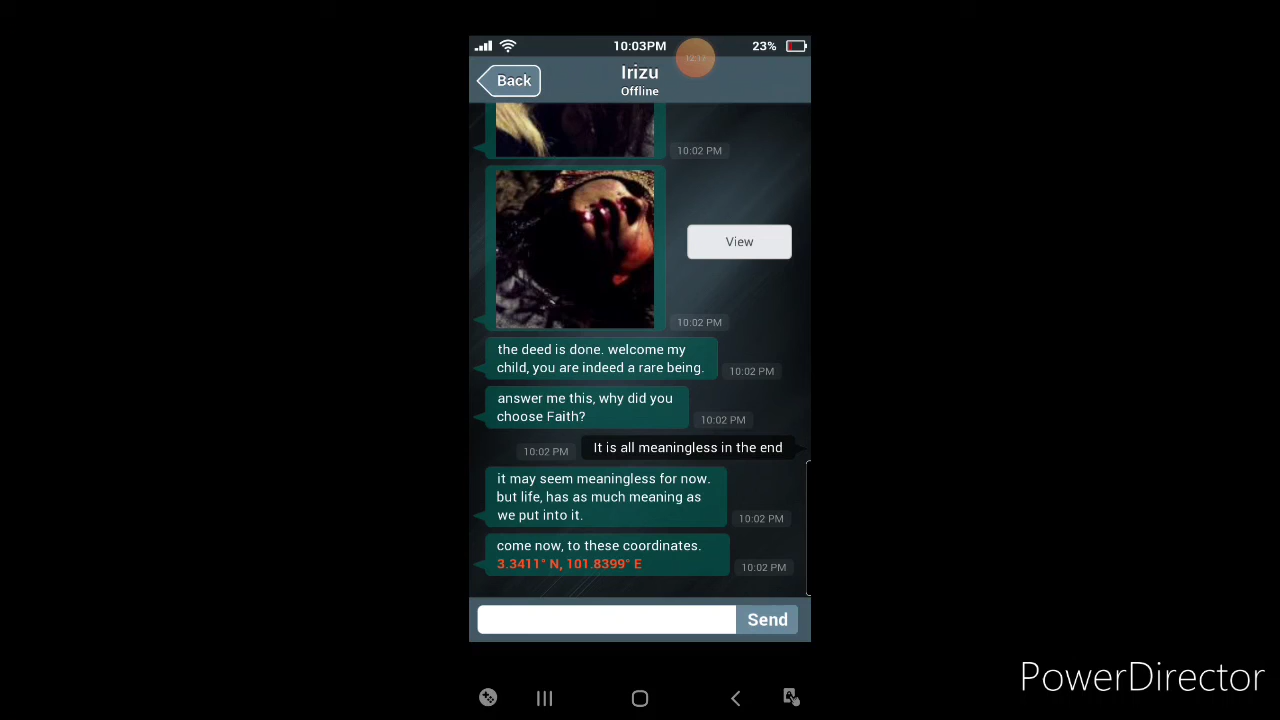 10:03PM
12:17
23%
Back
Irizu
Offline
10:02 PM
View
10:02 PM
the deed is done. welcome my
child, you are indeed a rare being.
10:02 PM
answer me this, why did you
choose Faith?
10:02 PM
10:02 PM
It is all meaningless in the end
it may seem meaningless for now.
but life, has as much meaning as
we put into it.
10:02 PM
come now, to these coordinates.
3.3411° N, 101.8399° E
10:02 PM
Send
PowerDirector